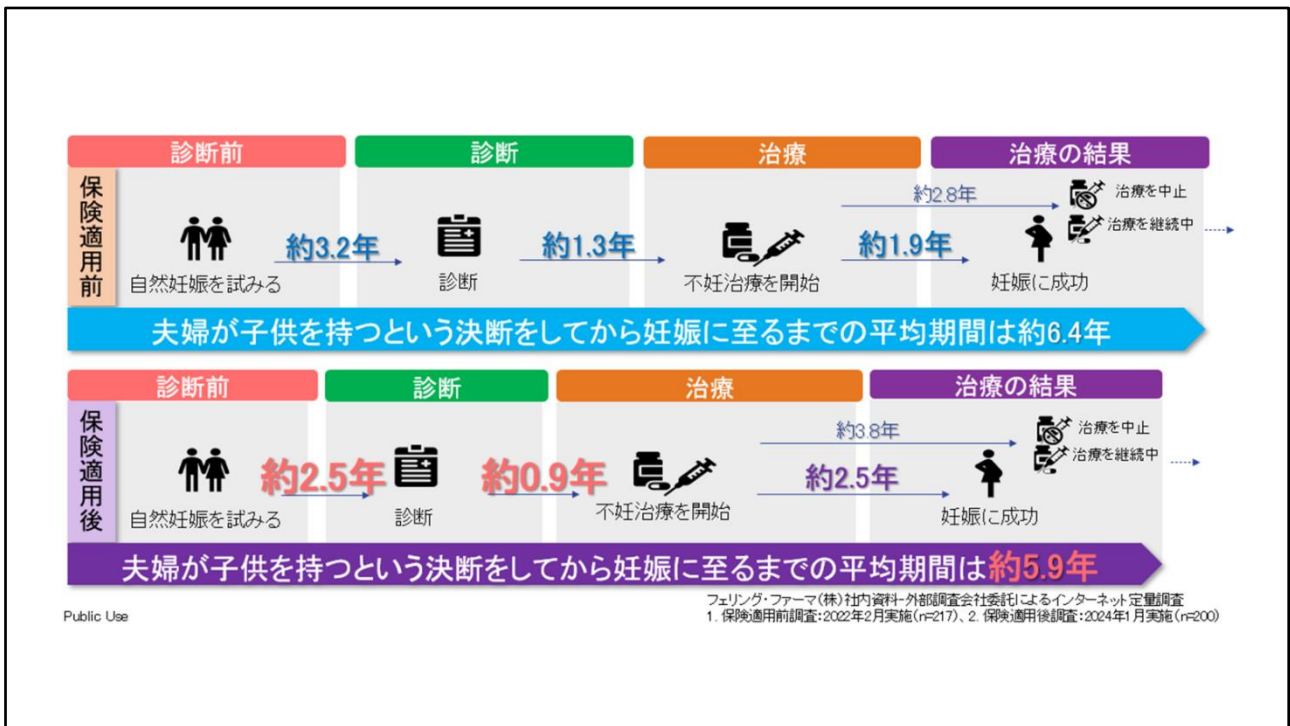 診断前
診断
治療
治療の結果
保険適用前
自然妊娠を試みる
約3.2年
診断
約1.3年
不妊治療を開始
約2.8年
約1.9年
治療を中止
治療を継続中
妊娠に成功
夫婦が子供を持つという決断をしてから妊娠に至るまでの平均期間は約6.4年
診断前
診断
治療
治療の結果
保険適用後
自然妊娠を試みる
約2.5年
診断
約0.9年
不妊治療を開始
約3.8年
約2.5年
治療を中止
治療を継続中
妊娠に成功
夫婦が子供を持つという決断をしてから妊娠に至るまでの平均期間は約5.9年
フェリング・ファーマ(株)社内資料-外部調査会社委託によるインターネット定量調査
1. 保険適用前調査:2022年2月実施(n=217)、2. 保険適用後調査:2024年1月実施(n=200)
Public Use